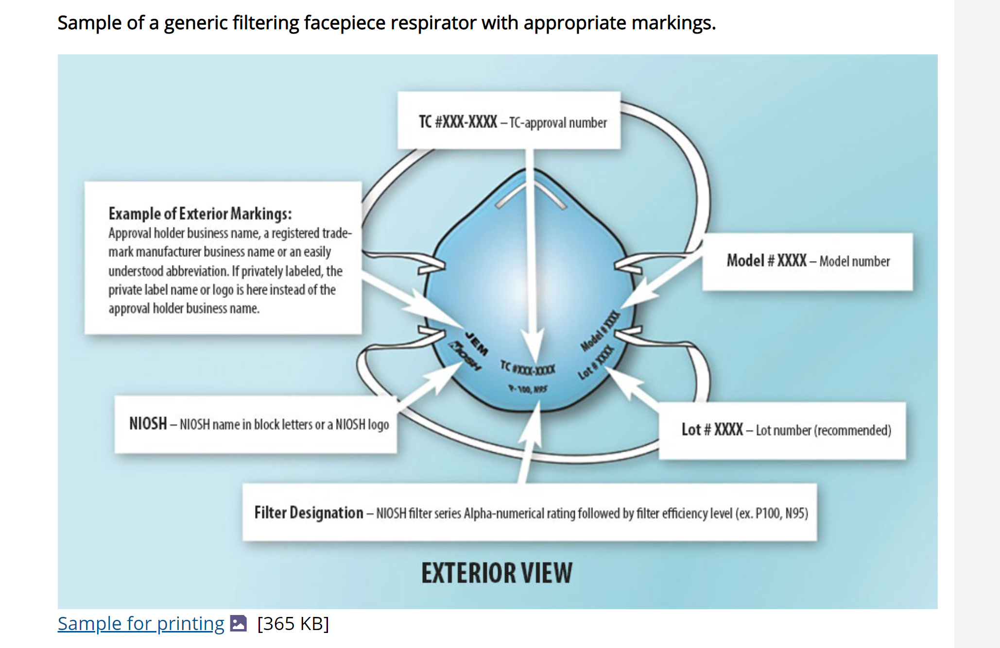 Sample of a generic filtering facepiece respirator with appropriate markings.
TC #XXX-XXXX – TC-approval number
Example of Exterior Markings:
Approval holder business name, a registered trade-
mark manufacturer business name or an easily
understood abbreviation. If privately labeled, the
private label name or logo is here instead of the
approval holder business name.
Model # XXXX – Model number
JEM
NIOSH
TC #XXX-XXXX
P-100, N95
Model # XXXX
Lot # XXXX
NIOSH – NIOSH name in block letters or a NIOSH logo
Lot # XXXX – Lot number (recommended)
Filter Designation – NIOSH filter series Alpha-numerical rating followed by filter efficiency level (ex. P100, N95)
EXTERIOR VIEW
Sample for printing [365 KB]